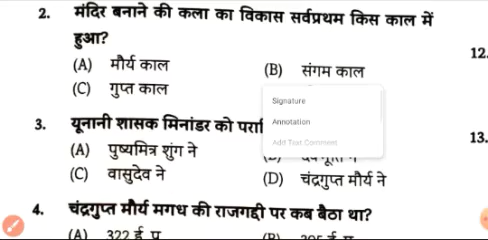 2. मंदिर बनाने की कला का विकास सर्वप्रथम किस काल में
हुआ?
12.
(A) मौर्य काल
(B) संगम काल
(C) गुप्त काल
Signature
Annotation
Add Text Comment
3. यूनानी शासक मिनांडर को
13.
(A) पुष्यमित्र शुंग ने
(C) वासुदेव ने
(D) चंद्रगुप्त मौर्य ने
4. चंद्रगुप्त मौर्य मगध की राजगद्दी पर कब बैठा था?
(A) 322 ई.पू.